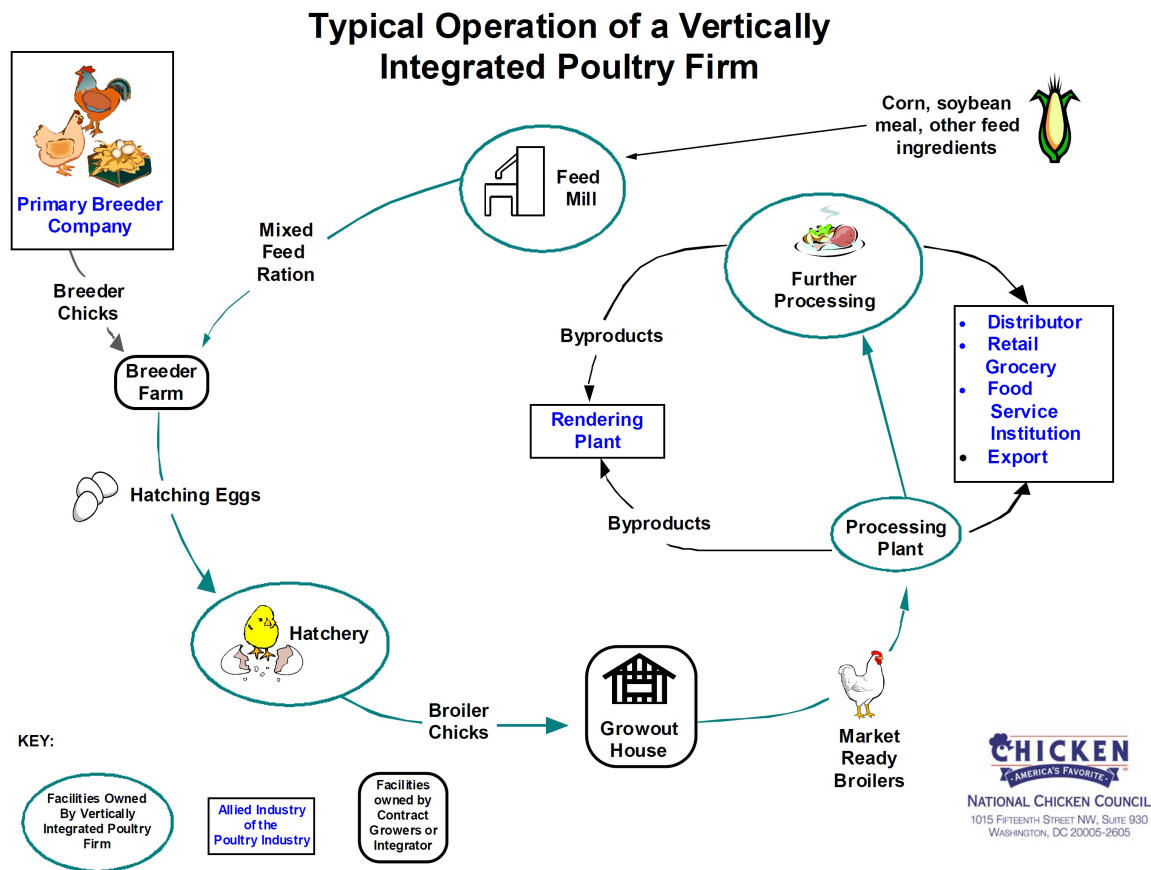 Typical Operation of a Vertically
Integrated Poultry Firm
Primary Breeder
Company
Corn, soybean
meal, other feed
ingredients
Feed
Mill
Mixed
Feed
Ration
Breeder
Chicks
Breeder
Farm
Further
Processing
Byproducts
• Distributor
• Retail
Grocery
• Food
Service
Institution
• Export
Rendering
Plant
Hatching Eggs
Byproducts
Processing
Plant
Hatchery
Broiler
Chicks
Growout
House
Market
Ready
Broilers
KEY:
Facilities Owned
By Vertically
Integrated Poultry
Firm
Allied Industry
of the
Poultry Industry
Facilities
owned by
Contract
Growers or
Integrator
CHICKEN
·AMERICA'S FAVORITE·
NATIONAL CHICKEN COUNCIL
1015 FIFTEENTH STREET NW, SUITE 930
WASHINGTON, DC 20005-2605